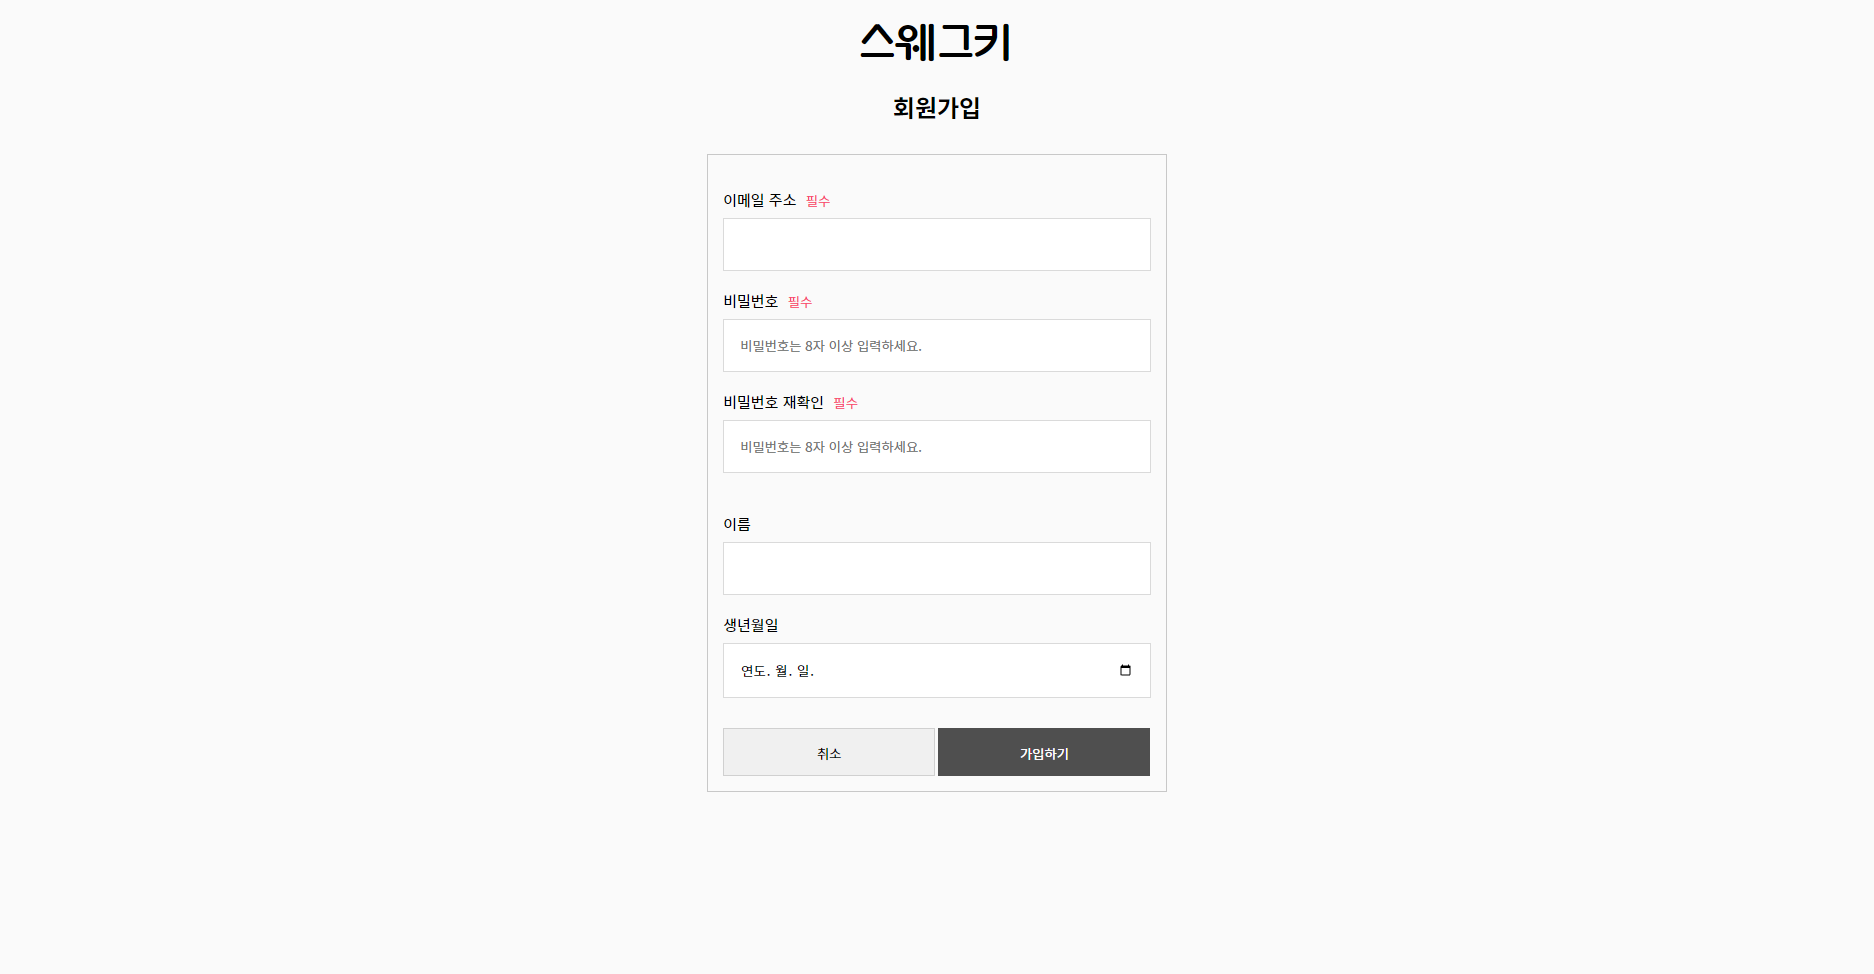 스웨그키
회원가입
이메일 주소 필수
비밀번호 필수
비밀번호는 8자 이상 입력하세요.
비밀번호 재확인 필수
비밀번호는 8자 이상 입력하세요.
이름
생년월일
연도. 월. 일.
취소 가입하기